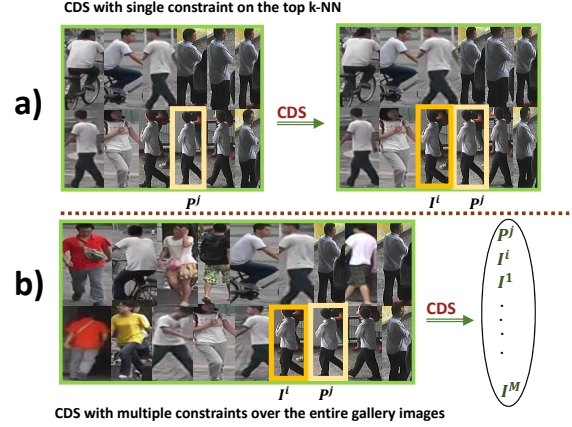 CDS with single constraint on the top k-NN
a)
CDS
P^j
I^i P^j
b)
CDS
P^j
I^i
I^1
.
.
.
.
I^M
I^i P^j
CDS with multiple constraints over the entire gallery images